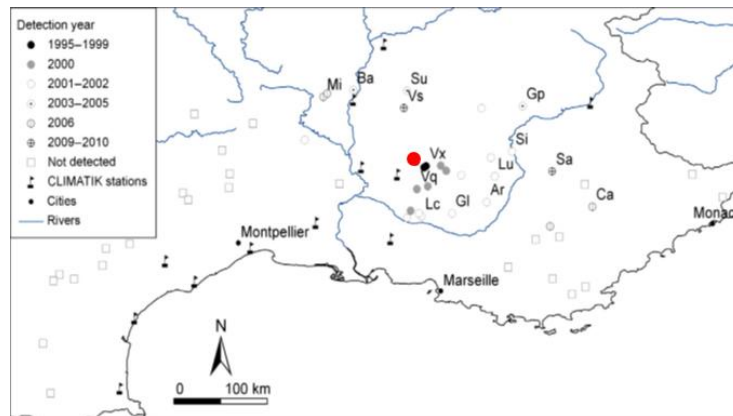 Detection year
1995–1999
2000
2001–2002
2003–2005
2006
2009–2010
Not detected
CLIMATIK stations
Cities
Rivers
Mi
Ba
Su
Vs
Gp
Si
Vx
Lu
Sa
Vq
Ar
Ca
Lc
Gl
Monac
Montpellier
Marseille
N
0 100 km